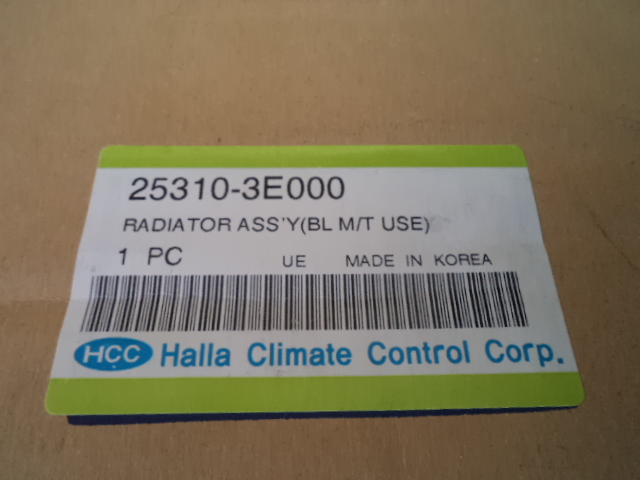 25310-3E000
RADIATOR ASS'Y(BL M/T USE)
1 PC UE MADE IN KOREA
HCC Halla Climate Control Corp.